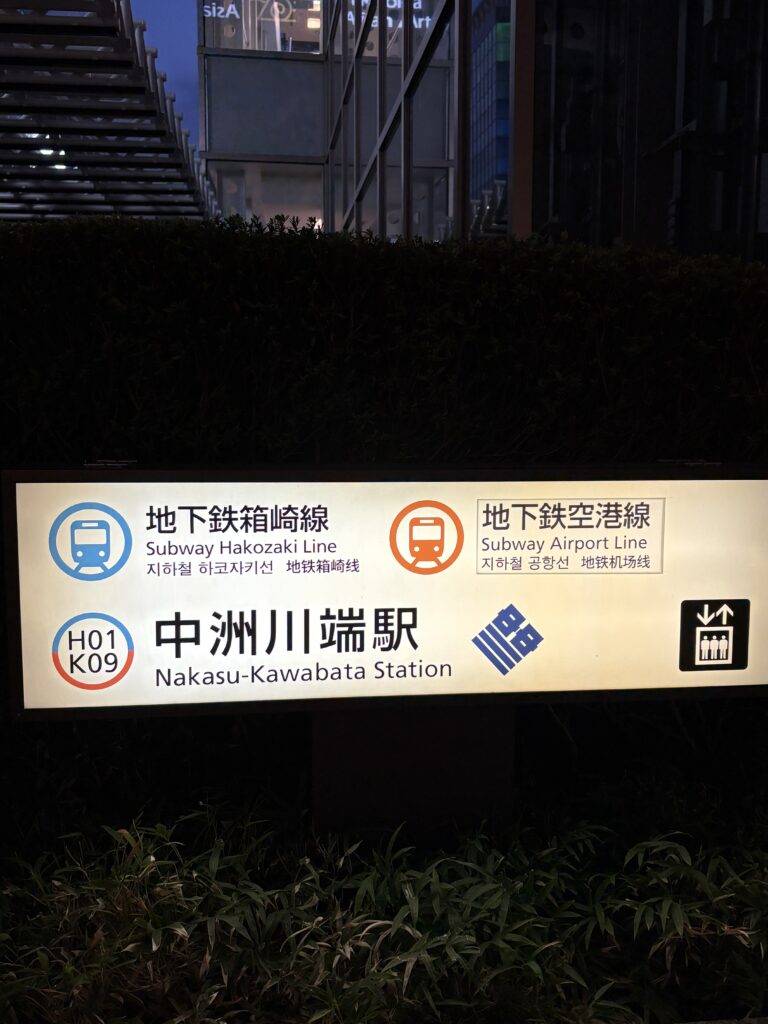 Asian Art
地下鉄箱崎線
Subway Hakozaki Line
지하철 하코자키선 地铁箱崎线
地下鉄空港線
Subway Airport Line
지하철 공항선 地铁机场线
H01
K09
中洲川端駅
Nakasu-Kawabata Station